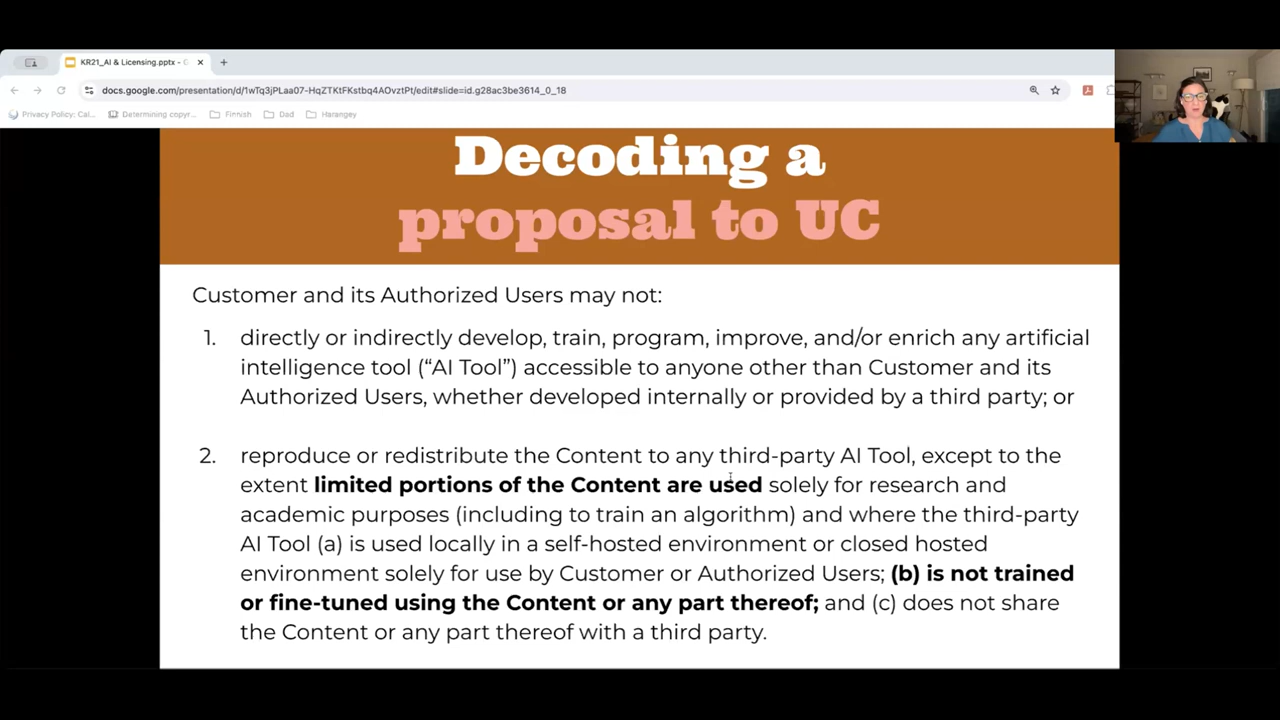 KR21_AI & Licensing.pptx - G
docs.google.com/presentation/d/1wTq3jPLaa07-HqZTKtFKstbq4AOvztPt/edit#slide=id.g28ac3be3614_0_18
Privacy Policy: Cal... Determining copyr... Finnish Dad Harangey
Decoding a
proposal to UC
Customer and its Authorized Users may not:
1. directly or indirectly develop, train, program, improve, and/or enrich any artificial
intelligence tool (“AI Tool”) accessible to anyone other than Customer and its
Authorized Users, whether developed internally or provided by a third party; or
2. reproduce or redistribute the Content to any third-party AI Tool, except to the
extent limited portions of the Content are used solely for research and
academic purposes (including to train an algorithm) and where the third-party
AI Tool (a) is used locally in a self-hosted environment or closed hosted
environment solely for use by Customer or Authorized Users; (b) is not trained
or fine-tuned using the Content or any part thereof; and (c) does not share
the Content or any part thereof with a third party.